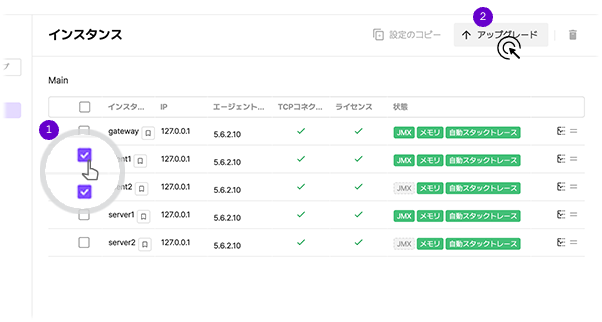 2
インスタンス
設定のコピー
アップグレード
プ
Main
インスタ... IP エージェント... TCPコネク... ライセンス 状態
1
gateway 127.0.0.1 5.6.2.10 JMX メモリ 自動スタックトレース
ent1 127.0.0.1 5.6.2.10 JMX メモリ 自動スタックトレース
ent2 127.0.0.1 5.6.2.10 JMX メモリ 自動スタックトレース
server1 127.0.0.1 5.6.2.10 JMX メモリ 自動スタックトレース
server2 127.0.0.1 5.6.2.10 JMX メモリ 自動スタックトレース